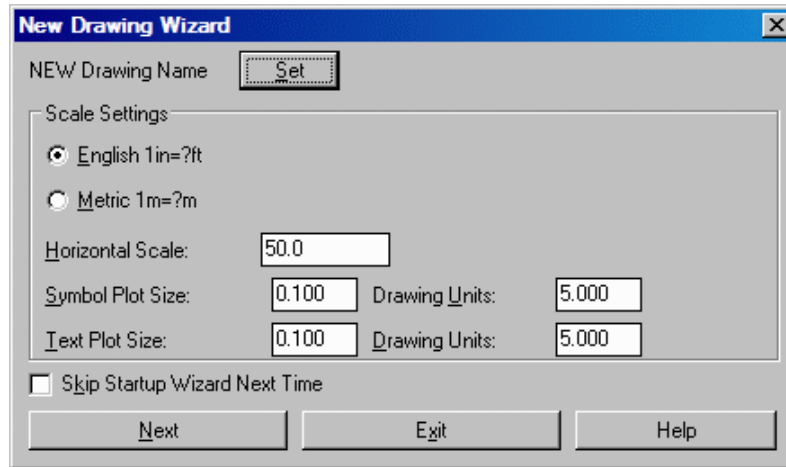 New Drawing Wizard
NEW Drawing Name Set
Scale Settings
English 1in=?ft
Metric 1m=?m
Horizontal Scale: 50.0
Symbol Plot Size: 0.100 Drawing Units: 5.000
Text Plot Size: 0.100 Drawing Units: 5.000
Skip Startup Wizard Next Time
Next Exit Help